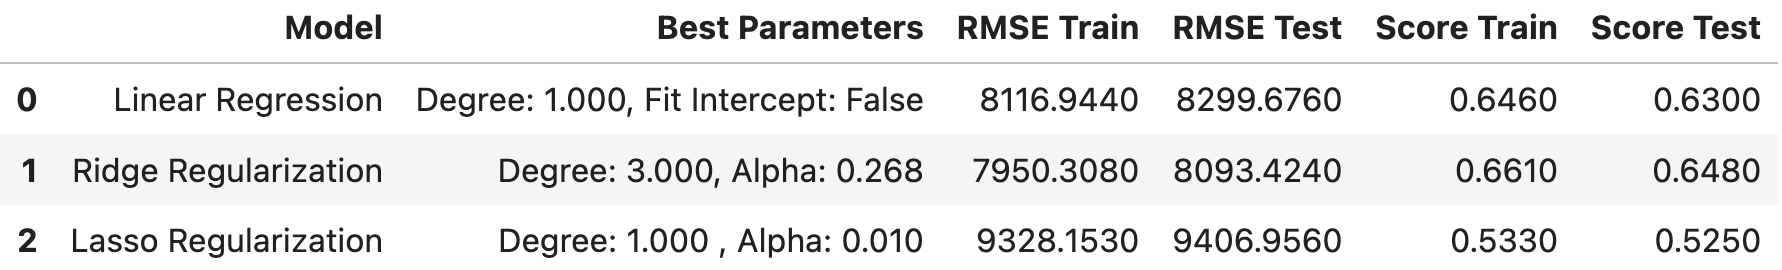 Model Best Parameters RMSE Train RMSE Test Score Train Score Test
0 Linear Regression Degree: 1.000, Fit Intercept: False 8116.9440 8299.6760 0.6460 0.6300
1 Ridge Regularization Degree: 3.000, Alpha: 0.268 7950.3080 8093.4240 0.6610 0.6480
2 Lasso Regularization Degree: 1.000 , Alpha: 0.010 9328.1530 9406.9560 0.5330 0.5250